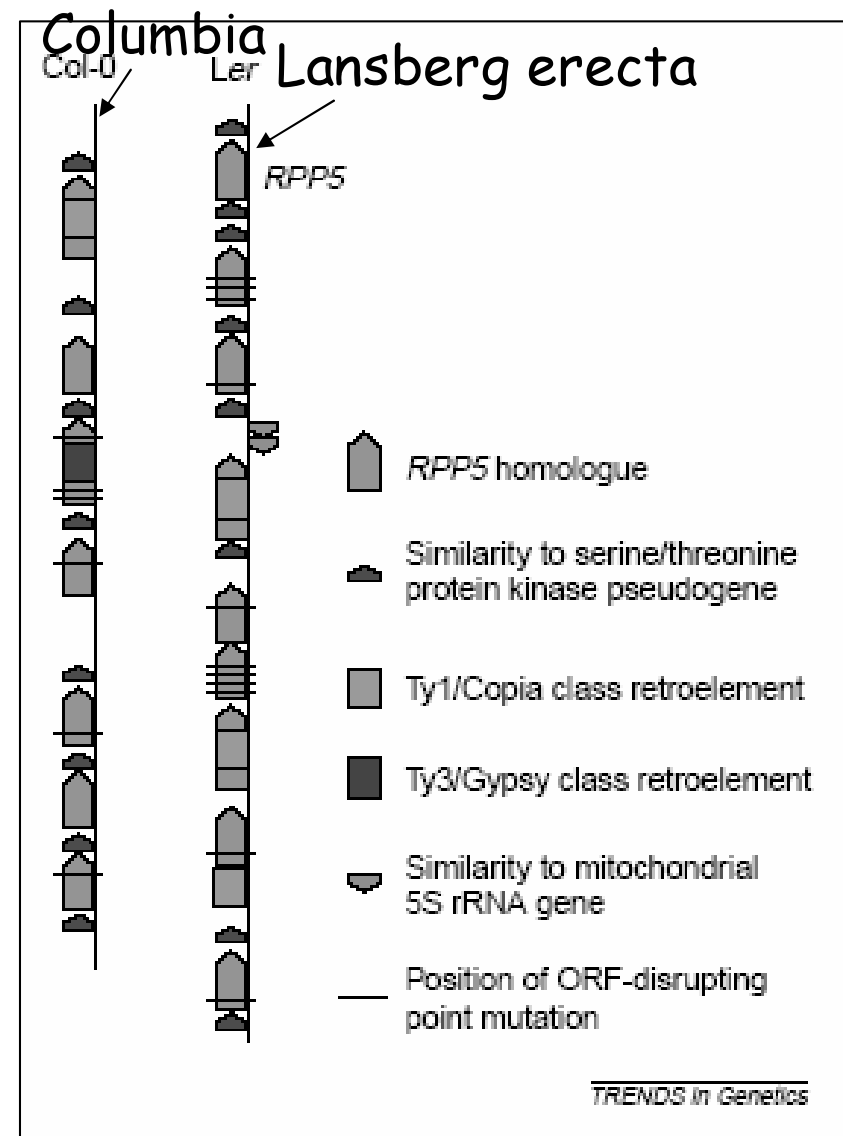 Columbia
Col-0
Ler
Lansberg erecta
RPP5
RPP5 homologue
Similarity to serine/threonine
protein kinase pseudogene
Ty1/Copia class retroelement
Ty3/Gypsy class retroelement
Similarity to mitochondrial
5S rRNA gene
Position of ORF-disrupting
point mutation
TRENDS in Genetics